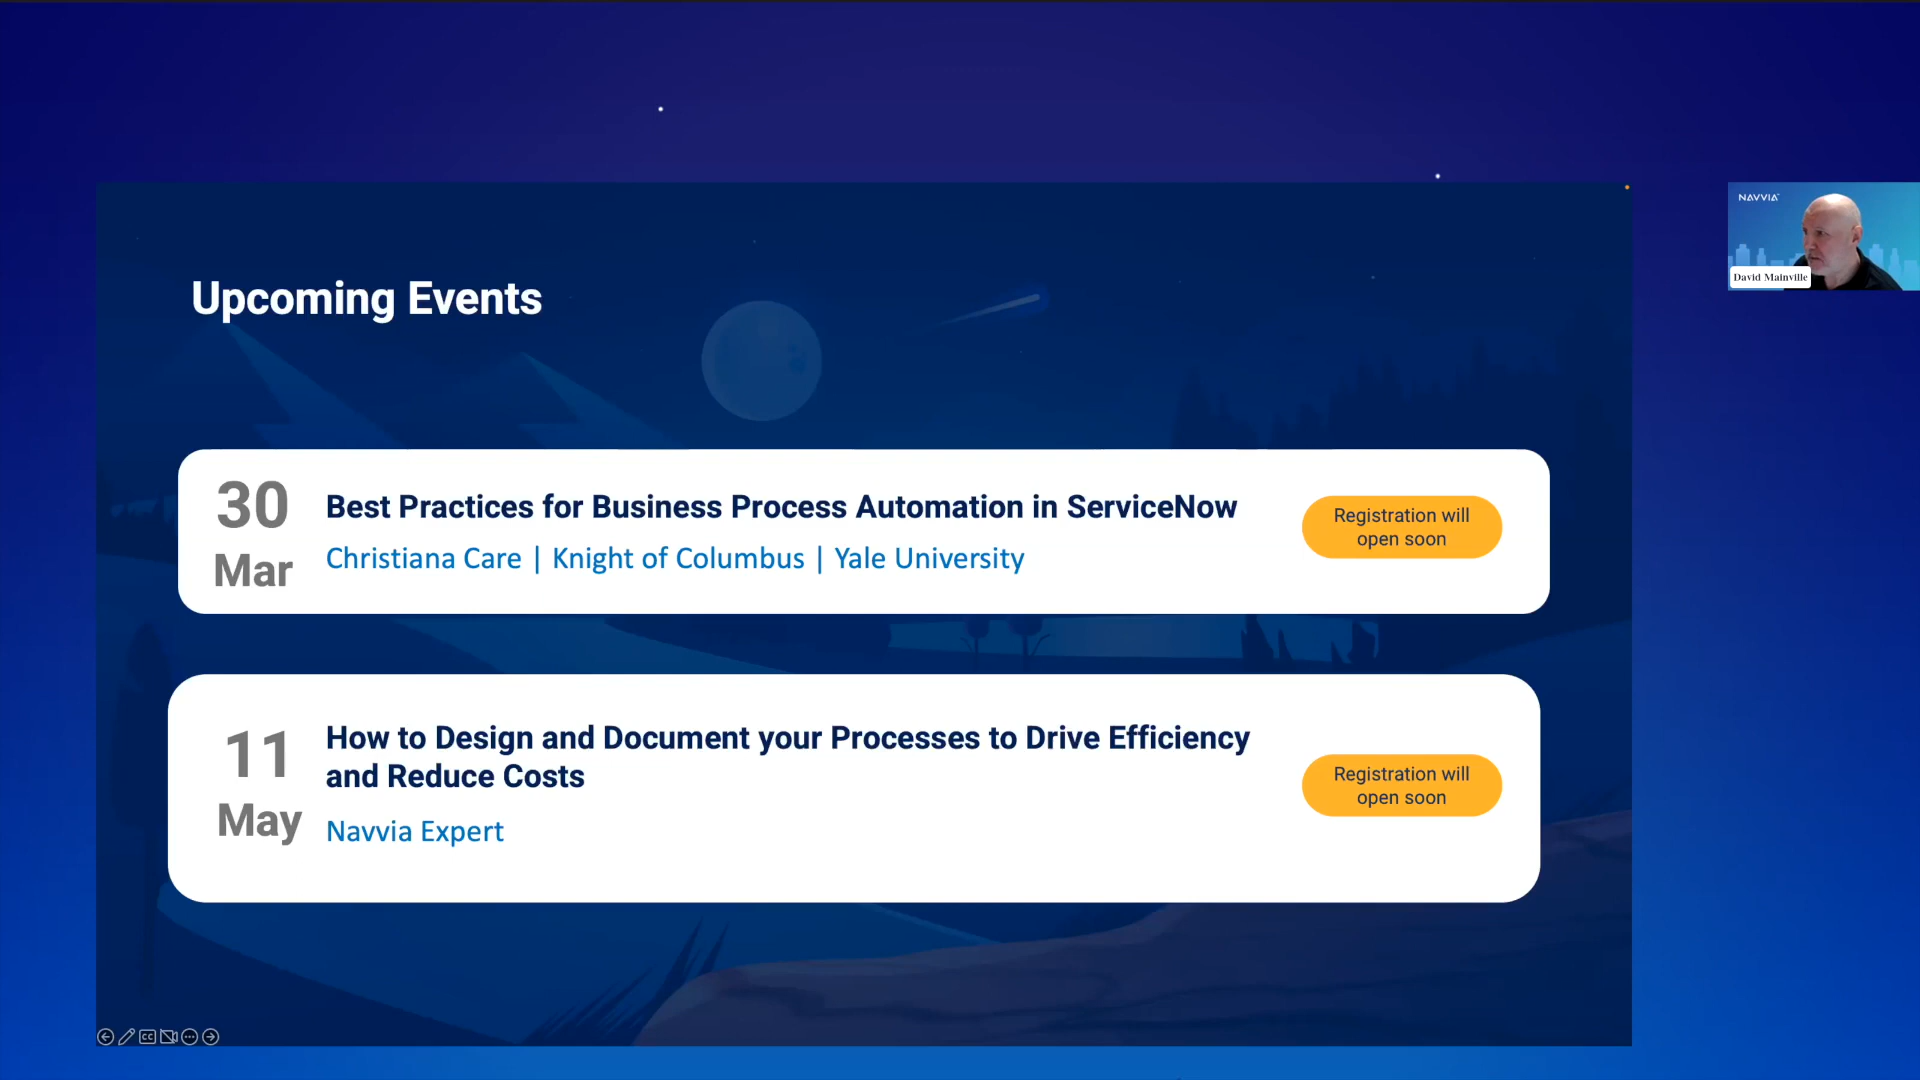 NAVVIA
David Mainville
Upcoming Events
30
Mar
Best Practices for Business Process Automation in ServiceNow
Christiana Care | Knight of Columbus | Yale University
Registration will
open soon
11
May
How to Design and Document your Processes to Drive Efficiency
and Reduce Costs
Navvia Expert
Registration will
open soon
CC